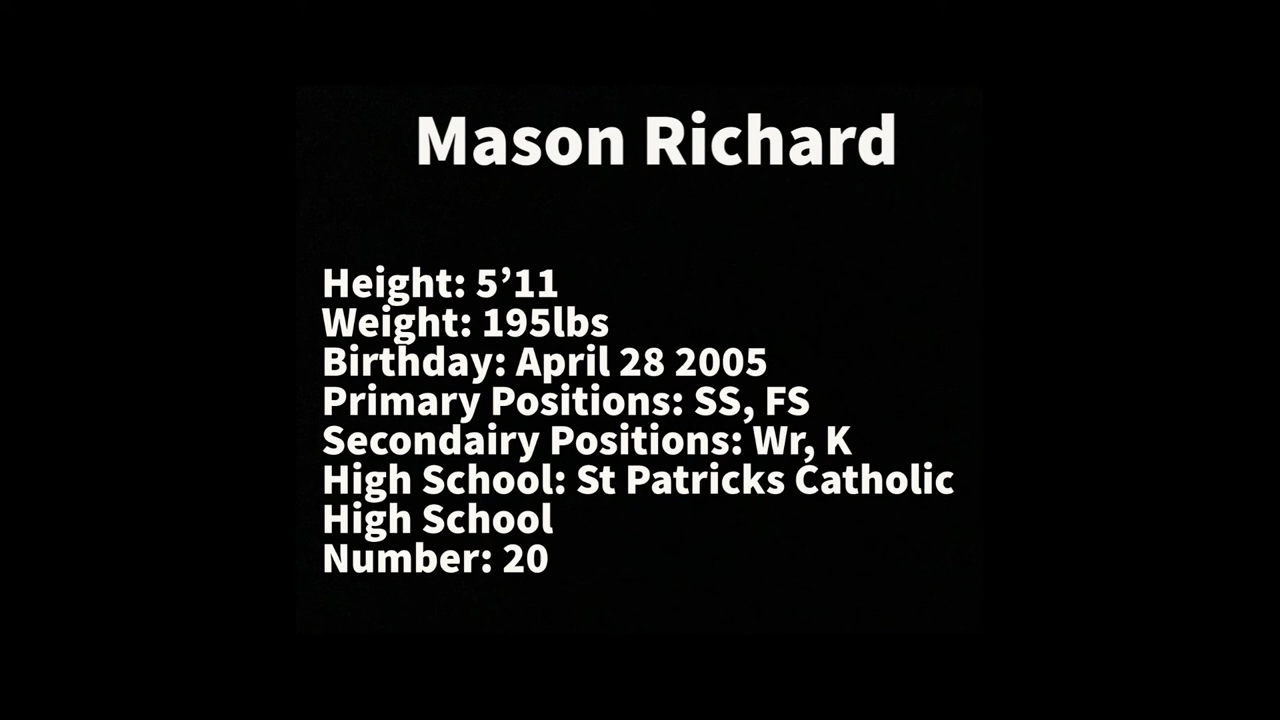 Mason Richard
Height: 5’11
Weight: 195lbs
Birthday: April 28 2005
Primary Positions: SS, FS
Secondairy Positions: Wr, K
High School: St Patricks Catholic
High School
Number: 20